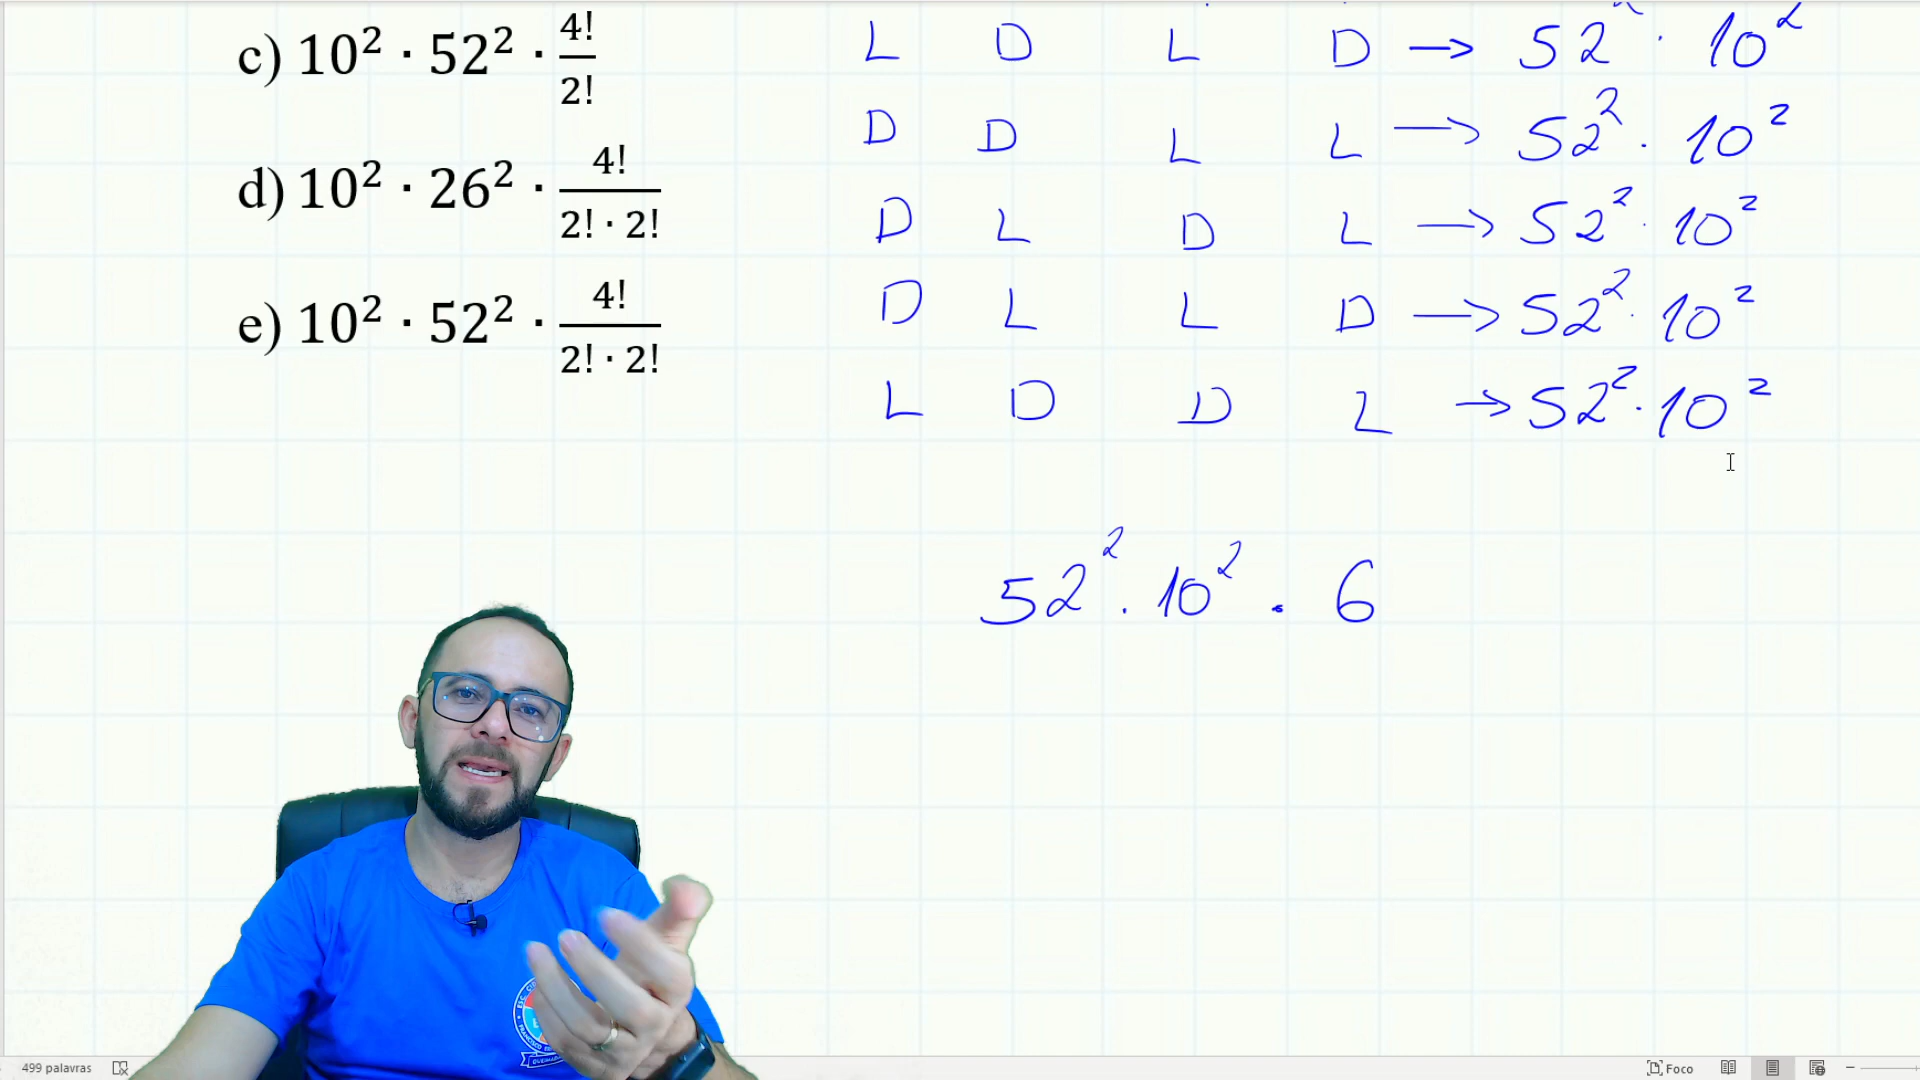 c) 10² · 52² · 4!/2!
d) 10² · 26² · 4!/(2! · 2!)
e) 10² · 52² · 4!/(2! · 2!)
L D L D → 52² · 10²
D D L L → 52² · 10²
D L D L → 52² · 10²
D L L D → 52² · 10²
L D D L → 52² · 10²
52² · 10² · 6
499 palavras
Foco